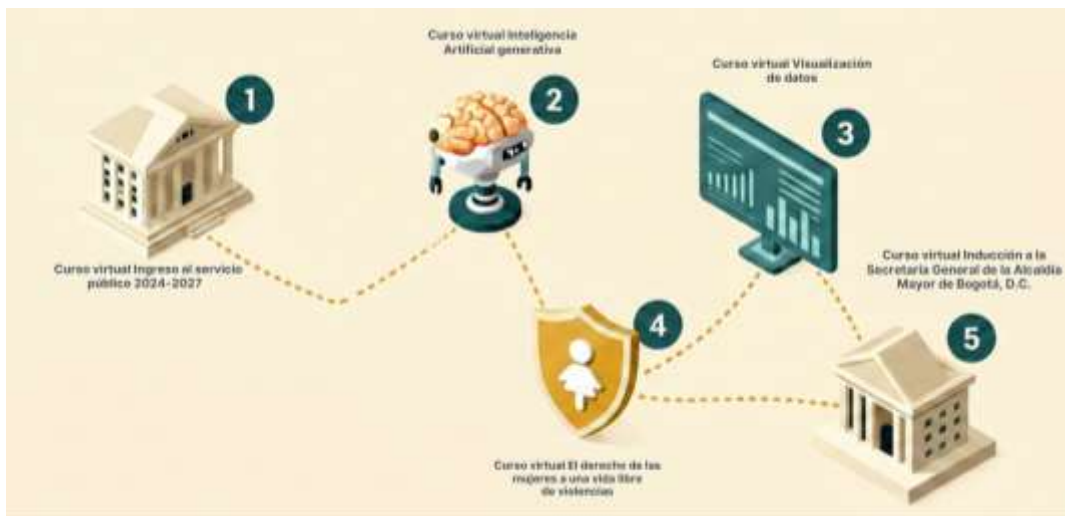 1
Curso virtual Ingreso al servicio
público 2024-2027
Curso virtual Inteligencia
Artificial generativa
2
Curso virtual Visualización
de datos
3
4
Curso virtual El derecho de las
mujeres a una vida libre
de violencias
Curso virtual Inducción a la
Secretaría General de la Alcaldía
Mayor de Bogotá, D.C.
5